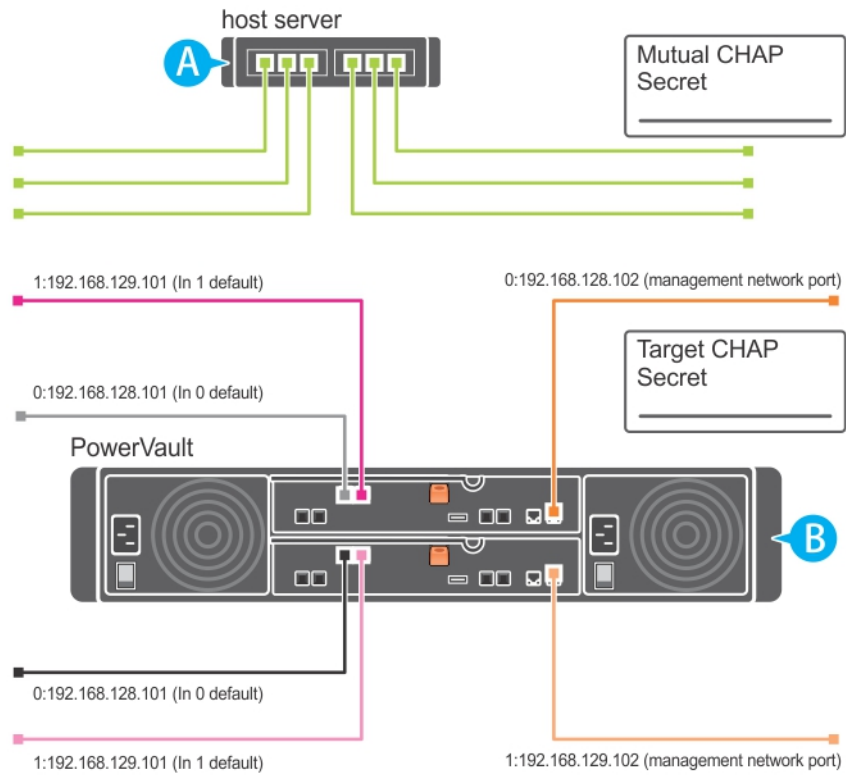 host server
A
Mutual CHAP
Secret
1:192.168.129.101 (In 1 default)
0:192.168.128.102 (management network port)
Target CHAP
Secret
0:192.168.128.101 (In 0 default)
PowerVault
B
0:192.168.128.101 (In 0 default)
1:192.168.129.101 (In 1 default)
1:192.168.129.102 (management network port)